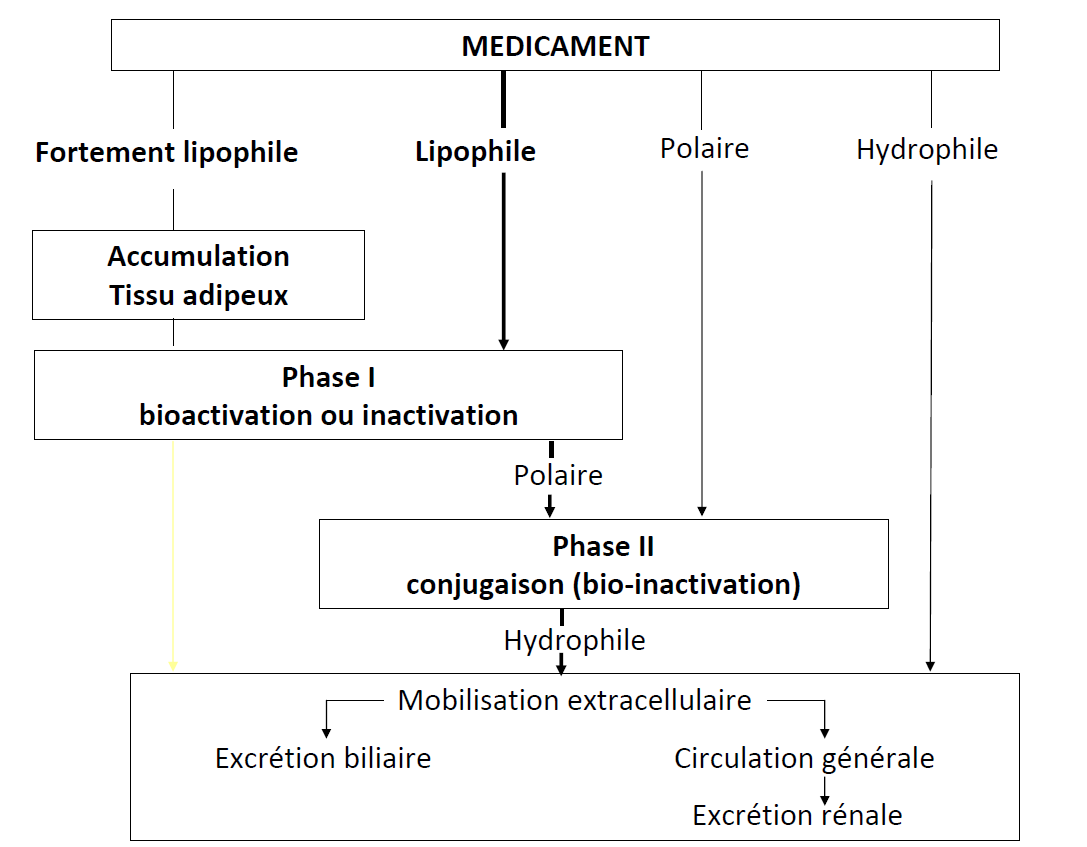 MEDICAMENT
Fortement lipophile
Lipophile
Polaire
Hydrophile
Accumulation
Tissu adipeux
Phase I
bioactivation ou inactivation
Polaire
Phase II
conjugaison (bio-inactivation)
Hydrophile
Mobilisation extracellulaire
Excrétion biliaire
Circulation générale
Excrétion rénale